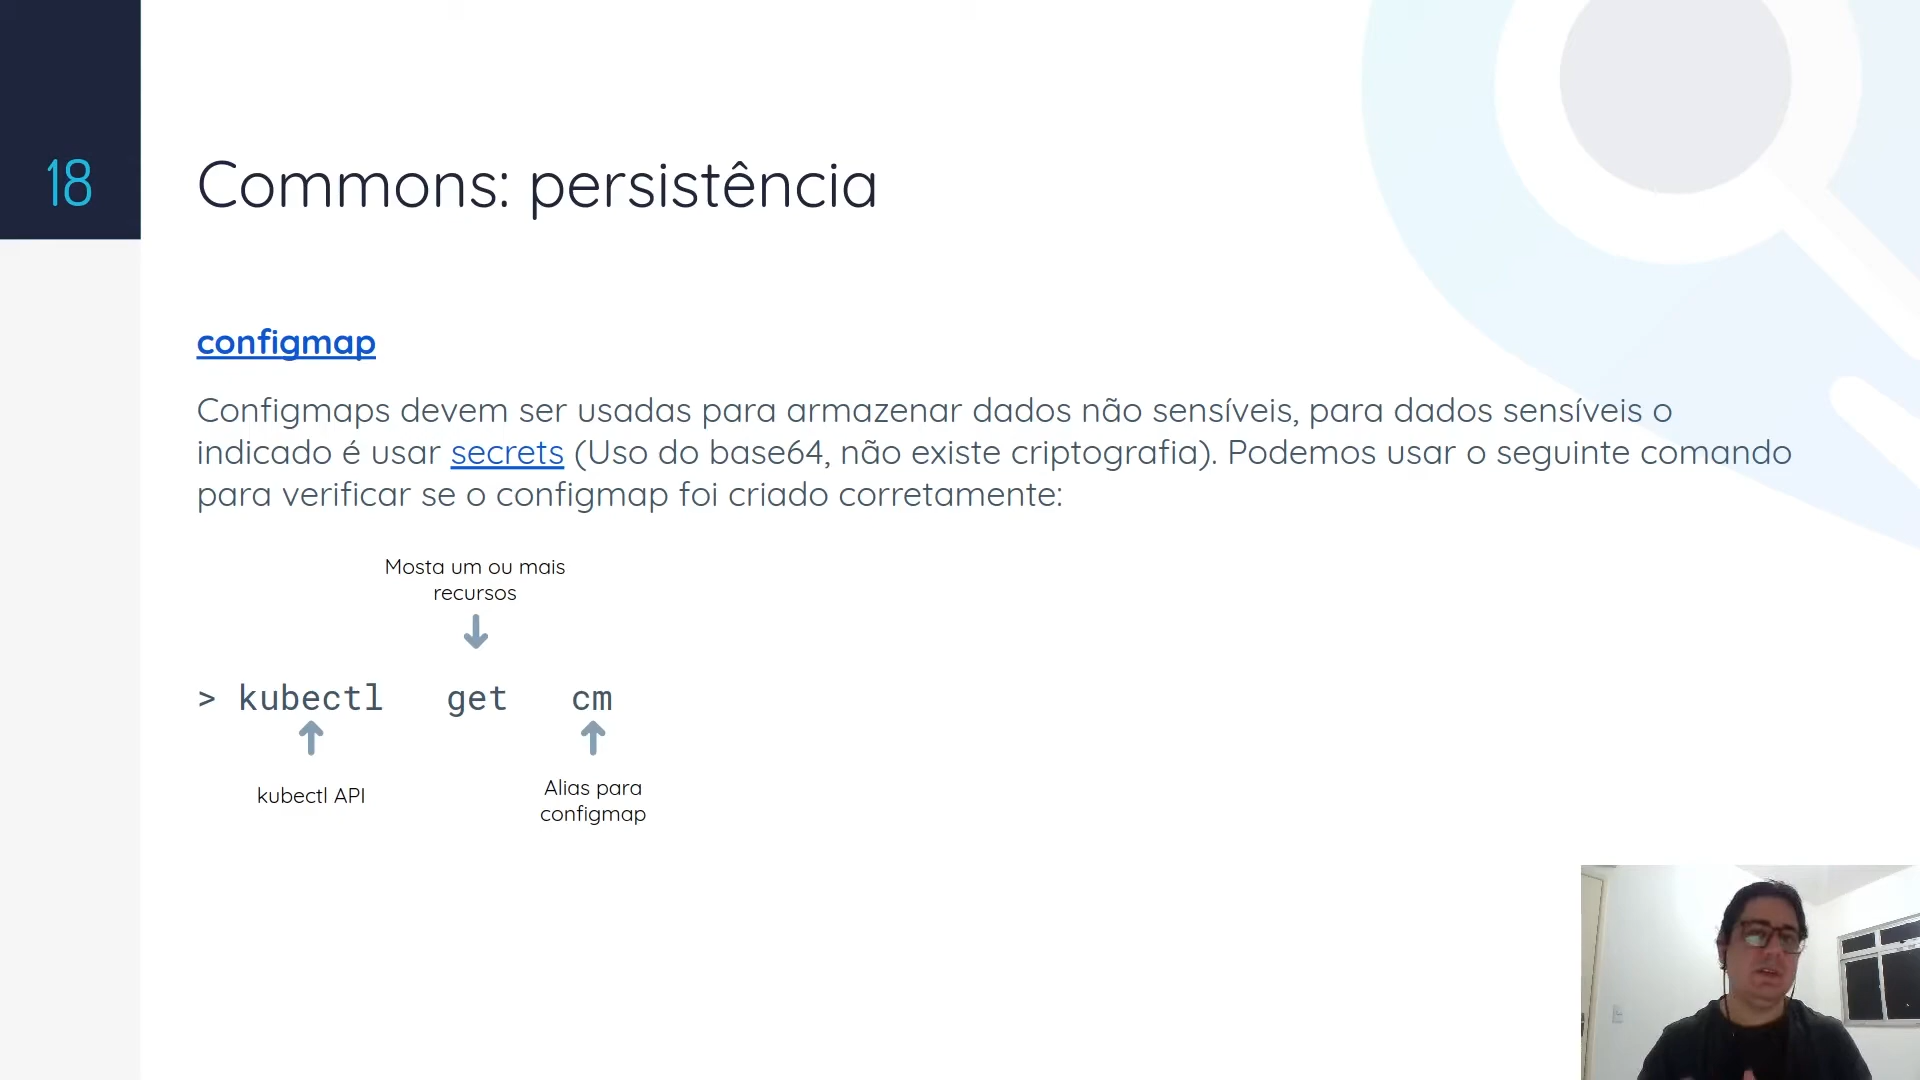 18
Commons: persistência
configmap
Configmaps devem ser usadas para armazenar dados não sensíveis, para dados sensíveis o
indicado é usar secrets (Uso do base64, não existe criptografia). Podemos usar o seguinte comando
para verificar se o configmap foi criado corretamente:
Mosta um ou mais
recursos
> kubectl get cm
kubectl API
Alias para
configmap